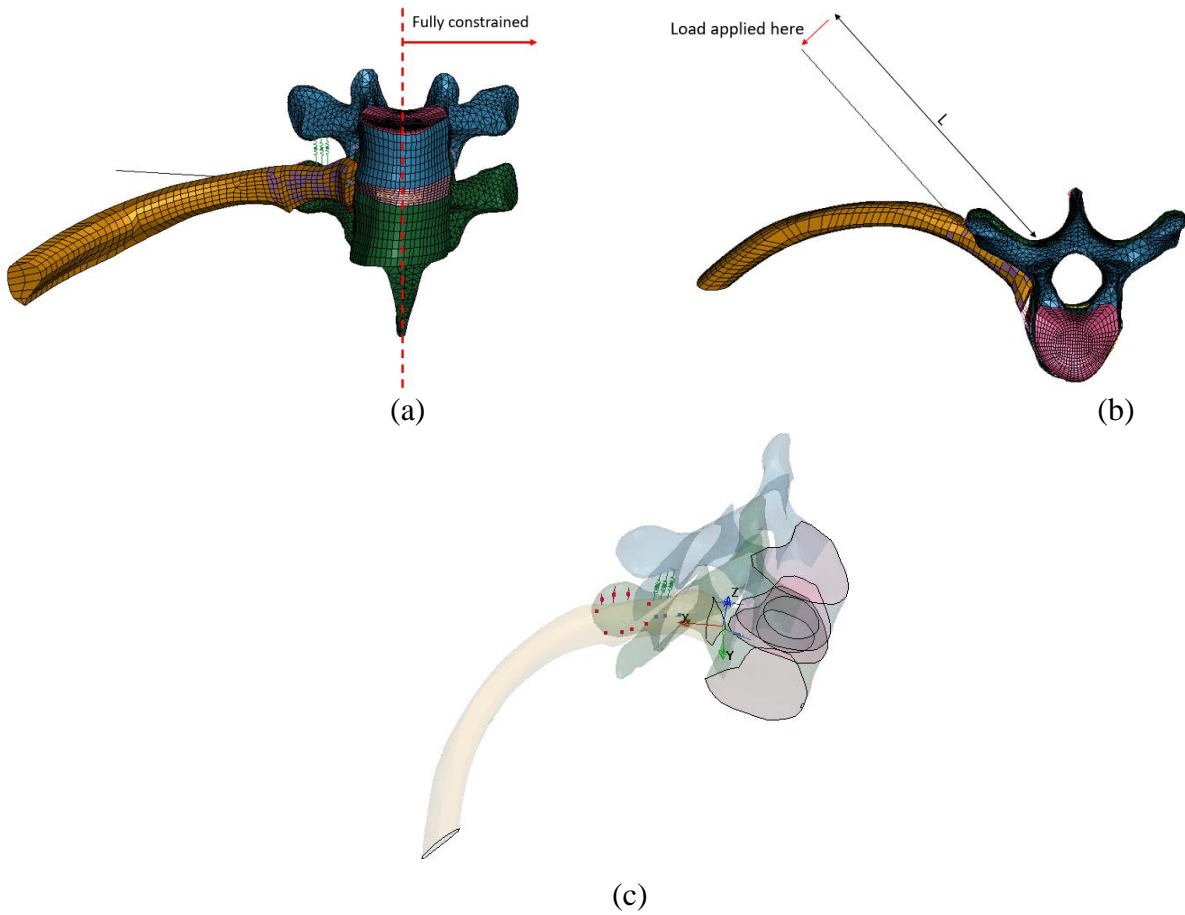 Fully constrained
Load applied here
L
(a)
(b)
Z
X
Y
(c)